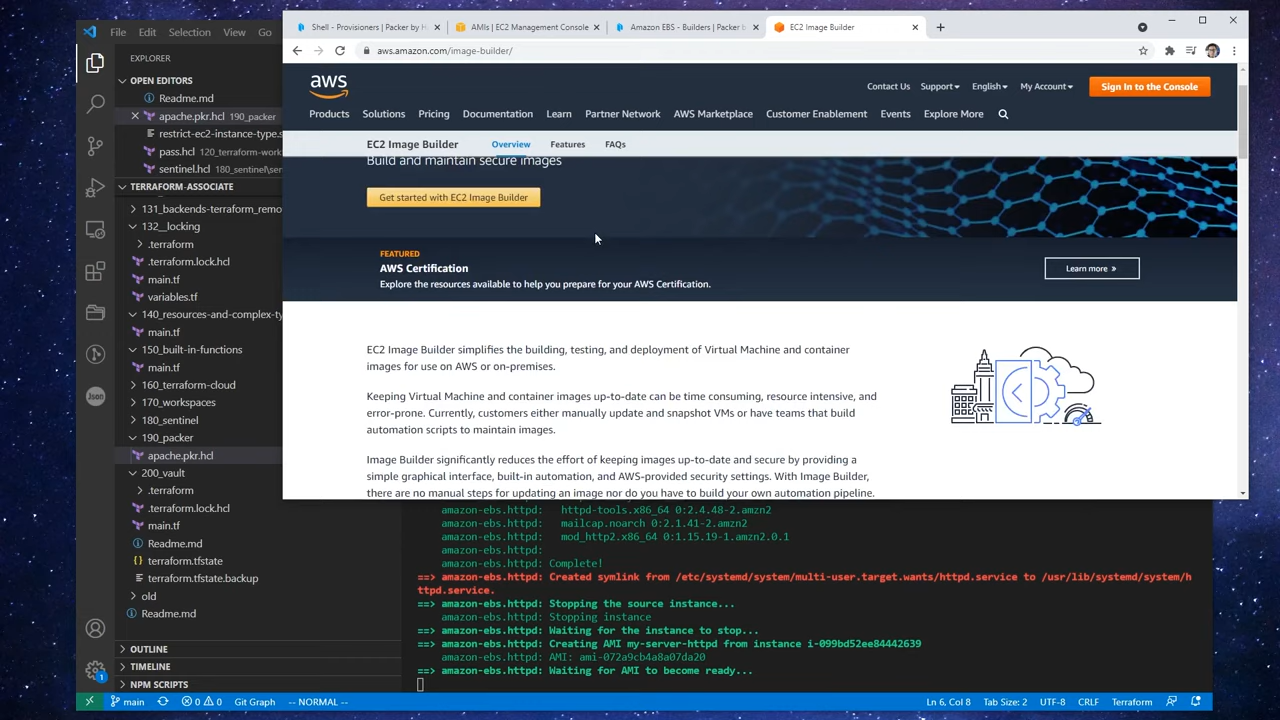 File Edit Selection View Go
Shell - Provisioners | Packer by H
AMIs | EC2 Management Console
Amazon EBS - Builders | Packer b
EC2 Image Builder
aws.amazon.com/image-builder/
aws
Contact Us Support English My Account Sign In to the Console
Products Solutions Pricing Documentation Learn Partner Network AWS Marketplace Customer Enablement Events Explore More
EC2 Image Builder Overview Features FAQs
Build and maintain secure images
Get started with EC2 Image Builder
FEATURED
AWS Certification
Explore the resources available to help you prepare for your AWS Certification.
Learn more »
EC2 Image Builder simplifies the building, testing, and deployment of Virtual Machine and container
images for use on AWS or on-premises.
Keeping Virtual Machine and container images up-to-date can be time consuming, resource intensive, and
error-prone. Currently, customers either manually update and snapshot VMs or have teams that build
automation scripts to maintain images.
Image Builder significantly reduces the effort of keeping images up-to-date and secure by providing a
simple graphical interface, built-in automation, and AWS-provided security settings. With Image Builder,
there are no manual steps for updating an image nor do you have to build your own automation pipeline.
EXPLORER
OPEN EDITORS
Readme.md
apache.pkr.hcl 190_packer
restrict-ec2-instance-type.s
pass.hcl 120_terraform-work
sentinel.hcl 180_sentinel\se
TERRAFORM-ASSOCIATE
131_backends-terraform_remo
132__locking
.terraform
.terraform.lock.hcl
main.tf
variables.tf
140_resources-and-complex-ty
main.tf
150_built-in-functions
main.tf
160_terraform-cloud
170_workspaces
180_sentinel
190_packer
apache.pkr.hcl
200_vault
.terraform
.terraform.lock.hcl
main.tf
Readme.md
terraform.tfstate
terraform.tfstate.backup
old
Readme.md
OUTLINE
TIMELINE
NPM SCRIPTS
Json
1
amazon-ebs.httpd: httpd-tools.x86_64 0:2.4.48-2.amzn2
amazon-ebs.httpd: mailcap.noarch 0:2.1.41-2.amzn2
amazon-ebs.httpd: mod_http2.x86_64 0:1.15.19-1.amzn2.0.1
amazon-ebs.httpd:
amazon-ebs.httpd: Complete!
==> amazon-ebs.httpd: Created symlink from /etc/systemd/system/multi-user.target.wants/httpd.service to /usr/lib/systemd/system/h
ttpd.service.
==> amazon-ebs.httpd: Stopping the source instance...
amazon-ebs.httpd: Stopping instance
==> amazon-ebs.httpd: Waiting for the instance to stop...
==> amazon-ebs.httpd: Creating AMI my-server-httpd from instance i-099bd52ee84442639
amazon-ebs.httpd: AMI: ami-072a9cb4a8a07da20
==> amazon-ebs.httpd: Waiting for AMI to become ready...
main 0 0 Git Graph -- NORMAL -- Ln 6, Col 8 Tab Size: 2 UTF-8 CRLF Terraform